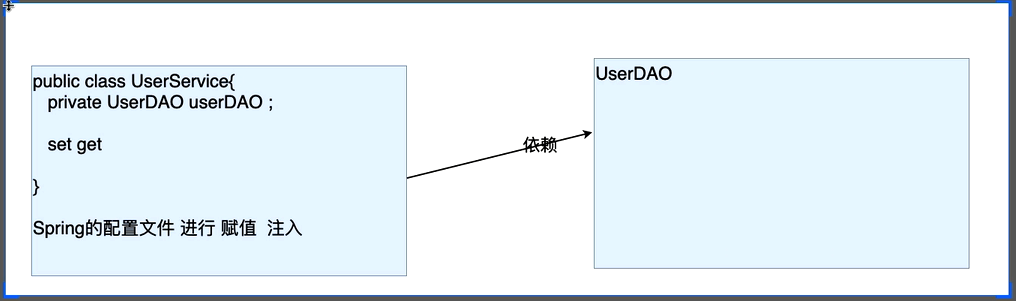 public class UserService{
private UserDAO userDAO ;
set get
}
Spring的配置文件 进行 赋值 注入
依赖
UserDAO